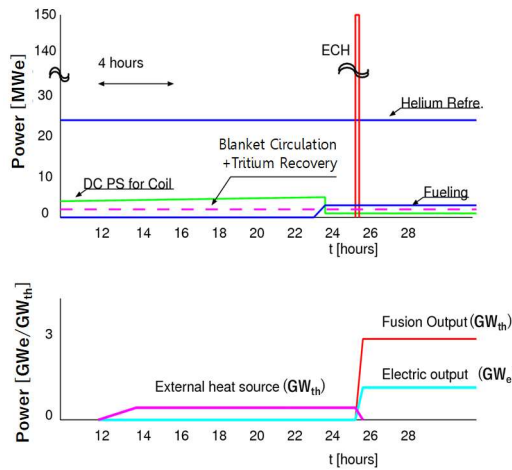 150
140
30
20
10
0
Power [MWe]
4 hours
ECH
Helium Refre.
Blanket Circulation
+Tritium Recovery
DC PS for Coil
Fueling
12 14 16 18 20 22 24 26 28
t [hours]
Power [GWe/GWth]
3
0
Fusion Output (GWth)
Electric output (GWe
External heat source (GWth)
12 14 16 18 20 22 24 26 28
t [hours]